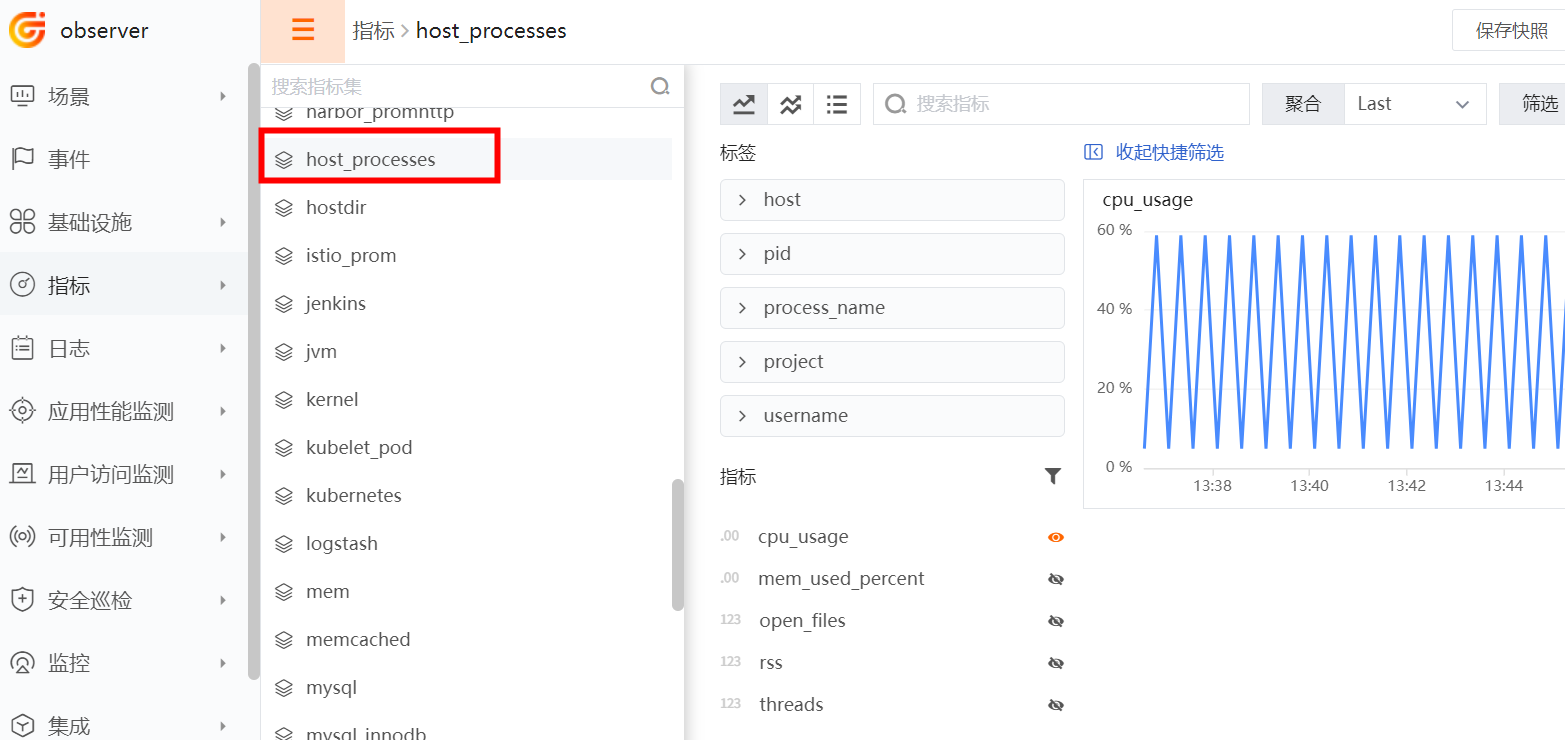 observer
场景
事件
基础设施
指标
日志
应用性能监测
用户访问监测
可用性监测
安全巡检
监控
集成
指标 > host_processes
保存快照
搜索指标集
harbor_promhttp
host_processes
hostdir
istio_prom
jenkins
jvm
kernel
kubelet_pod
kubernetes
logstash
mem
memcached
mysql
mysql_innodb
搜索指标
聚合
Last
筛选
标签
host
pid
process_name
project
username
指标
.00 cpu_usage
.00 mem_used_percent
123 open_files
123 rss
123 threads
收起快捷筛选
cpu_usage
60 %
40 %
20 %
0 %
13:38 13:40 13:42 13:44